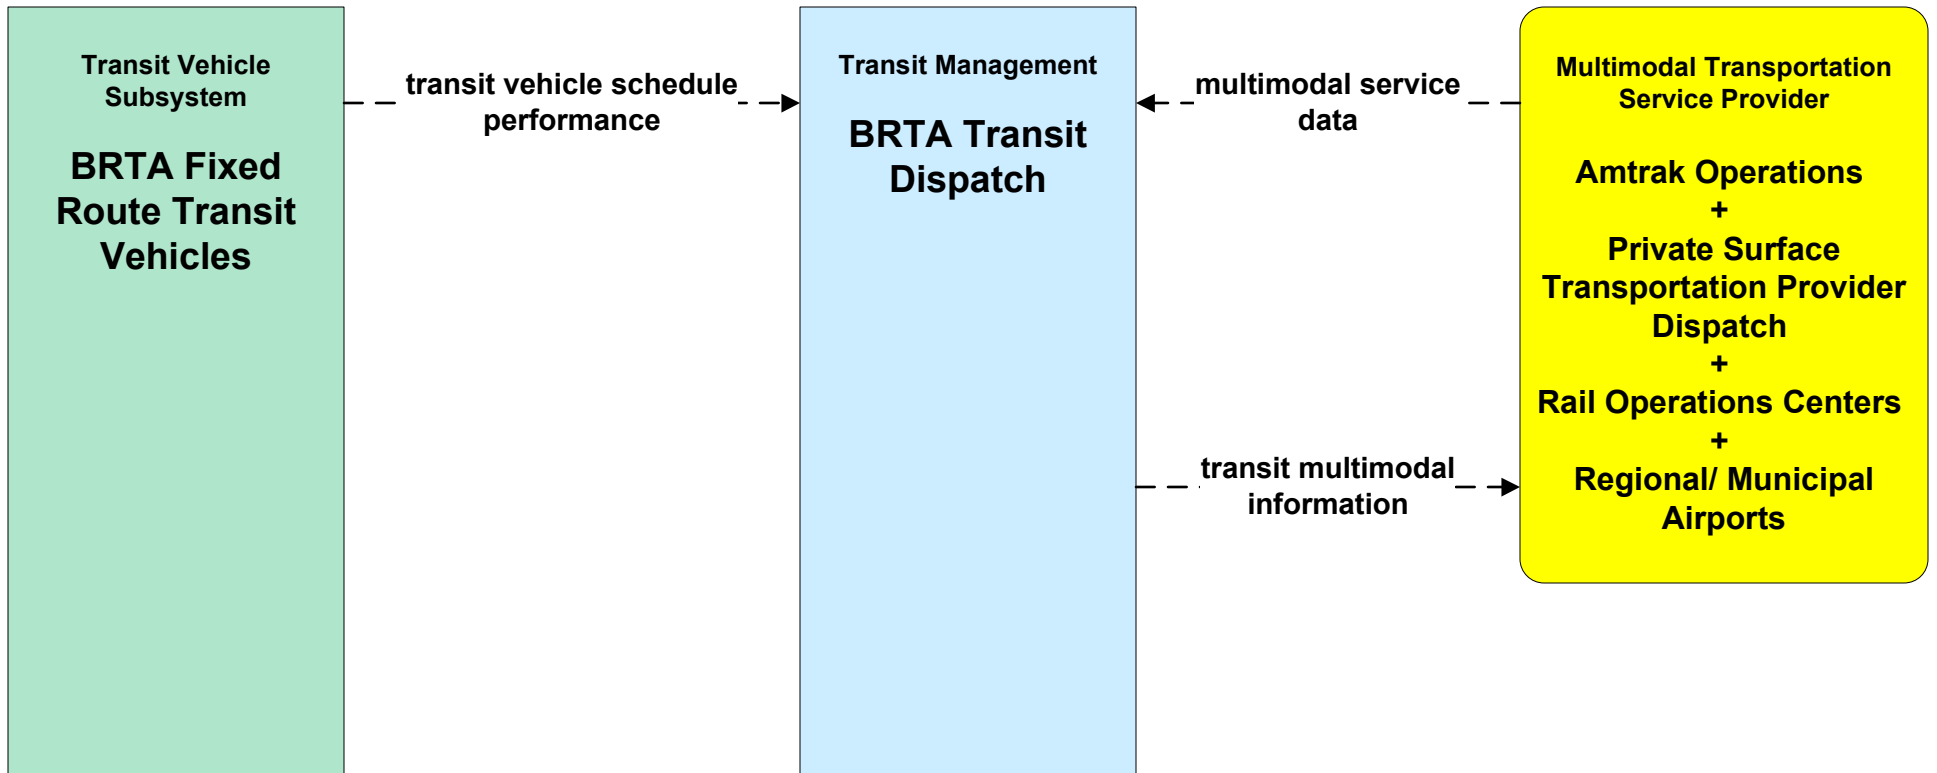 Transit Vehicle
Subsystem
BRTA Fixed
Route Transit
Vehicles
transit vehicle schedule
performance
Transit Management
BRTA Transit
Dispatch
multimodal service
data
transit multimodal
information
Multimodal Transportation
Service Provider
Amtrak Operations
+
Private Surface
Transportation Provider
Dispatch
+
Rail Operations Centers
+
Regional/ Municipal
Airports